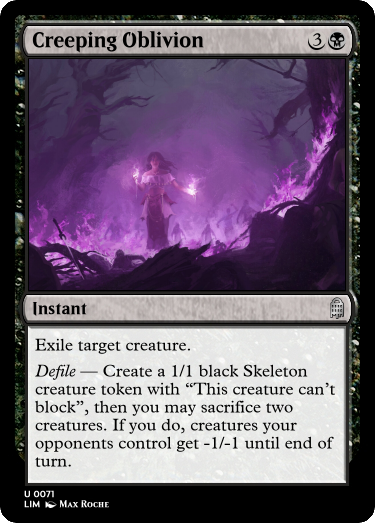 Creeping Oblivion 3
Instant
Exile target creature.
Defile — Create a 1/1 black Skeleton
creature token with “This creature can’t
block”, then you may sacrifice two
creatures. If you do, creatures your
opponents control get -1/-1 until end of
turn.
U 0071
LIM Max Roche